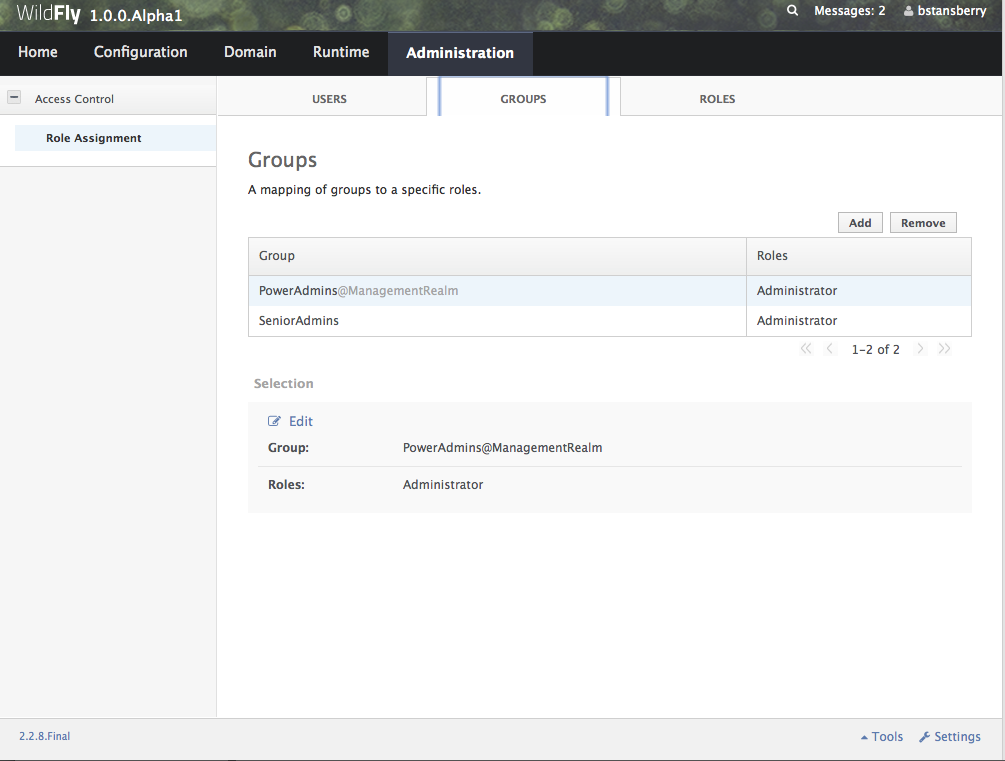 WildFly 1.0.0.Alpha1 Messages: 2 bstansberry
Home Configuration Domain Runtime Administration
Access Control USERS GROUPS ROLES
Role Assignment
Groups
A mapping of groups to a specific roles.
Add Remove
Group Roles
PowerAdmins@ManagementRealm Administrator
SeniorAdmins Administrator
1-2 of 2
Selection
Edit
Group: PowerAdmins@ManagementRealm
Roles: Administrator
2.2.8.Final Tools Settings